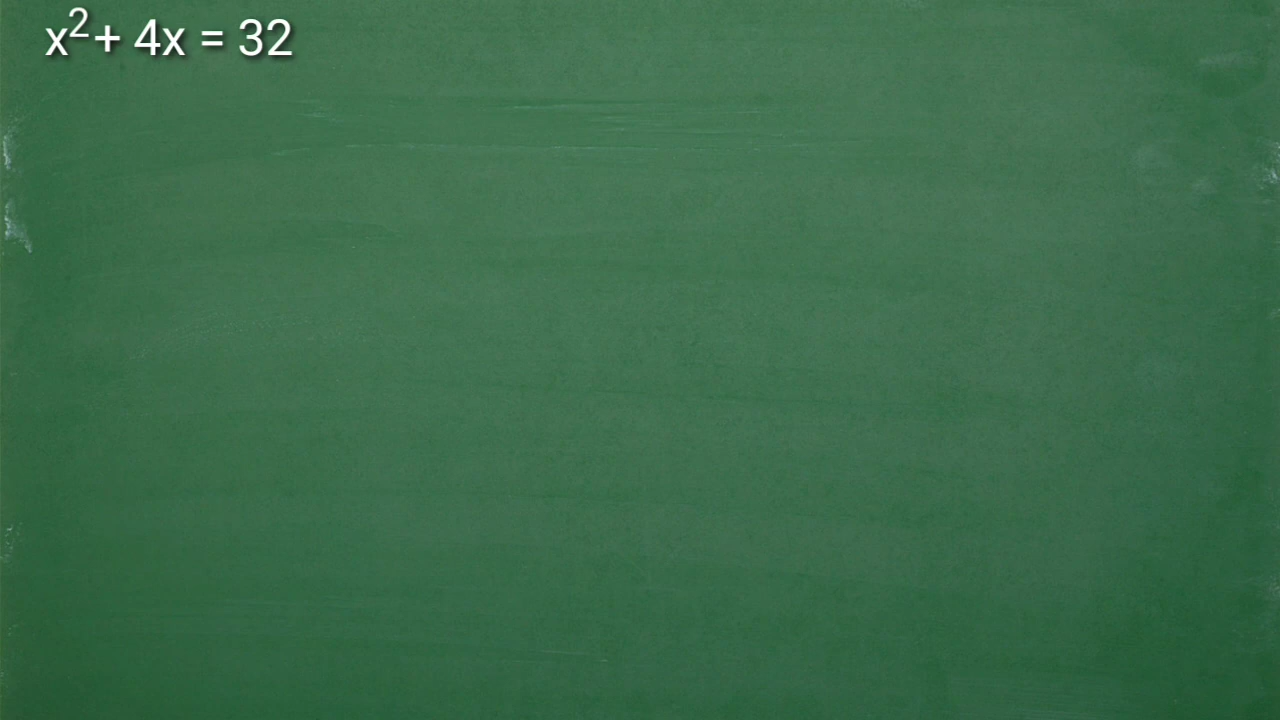 x²+ 4x = 32